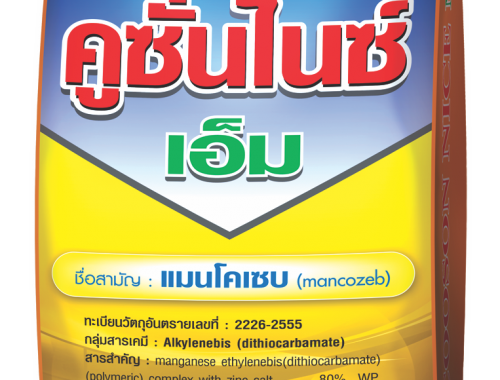 คูซั่นไนซ์
เอ็ม
ชื่อสามัญ : แมนโคเซบ (mancozeb)
ทะเบียนวัตถุอันตรายเลขที่ : 2226-2555
กลุ่มสารเคมี : Alkylenebis (dithiocarbamate)
สารสำคัญ : manganese ethylenebis(dithiocarbamate)
(polymeric) complex with zinc salt ........... 80% WP